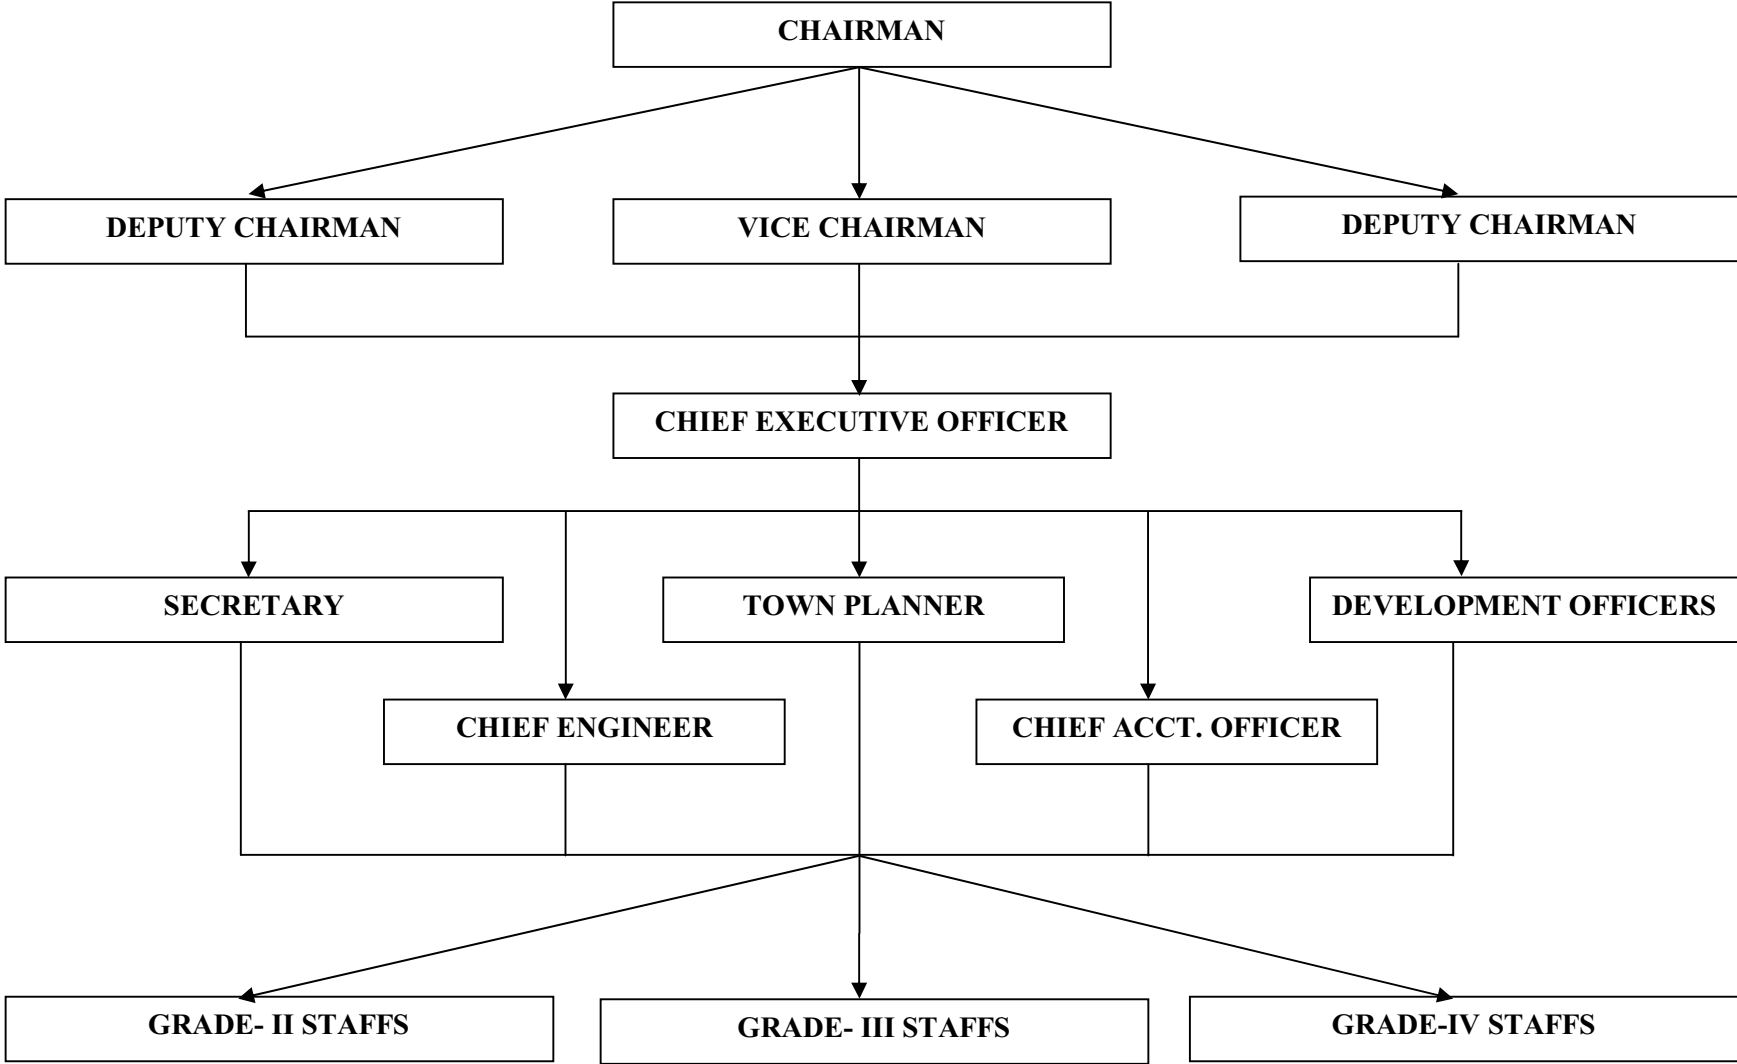 CHAIRMAN
DEPUTY CHAIRMAN
VICE CHAIRMAN
DEPUTY CHAIRMAN
CHIEF EXECUTIVE OFFICER
SECRETARY
TOWN PLANNER
DEVELOPMENT OFFICERS
CHIEF ENGINEER
CHIEF ACCT. OFFICER
GRADE- II STAFFS
GRADE- III STAFFS
GRADE-IV STAFFS